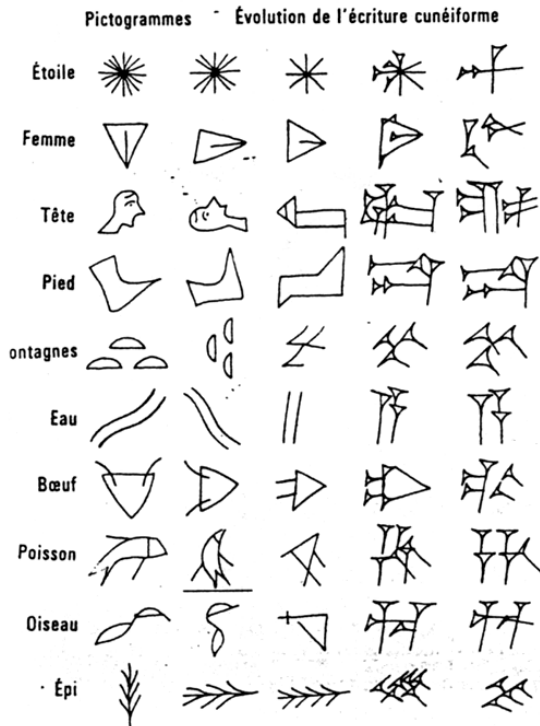 Pictogrammes - Évolution de l'écriture cunéiforme
Étoile
Femme
Tête
Pied
ontagnes
Eau
Bœuf
Poisson
Oiseau
Épi